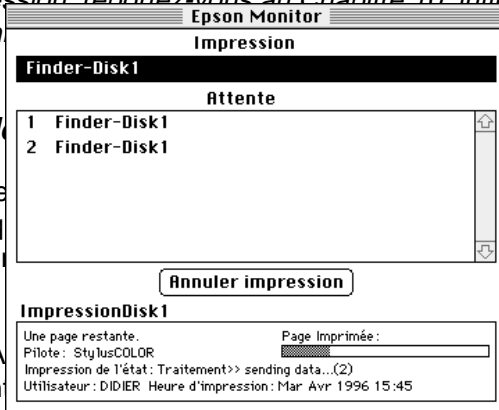 Epson Monitor
Impression
Finder-Disk1
Attente
1 Finder-Disk1
2 Finder-Disk1
Annuler impression
ImpressionDisk1
Une page restante. Page Imprimée:
Pilote: StylusCOLOR
Impression de l'état: Traitement>> sending data...(2)
Utilisateur: DIDIER Heure d'impression: Mar Avr 1996 15:45